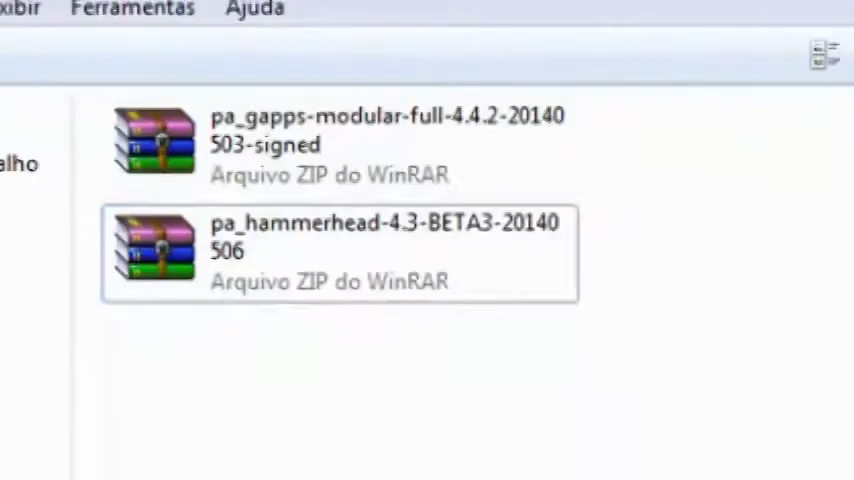 xibir Ferramentas Ajuda
pa_gapps-modular-full-4.4.2-20140
503-signed
Arquivo ZIP do WinRAR
alho
pa_hammerhead-4.3-BETA3-20140
506
Arquivo ZIP do WinRAR